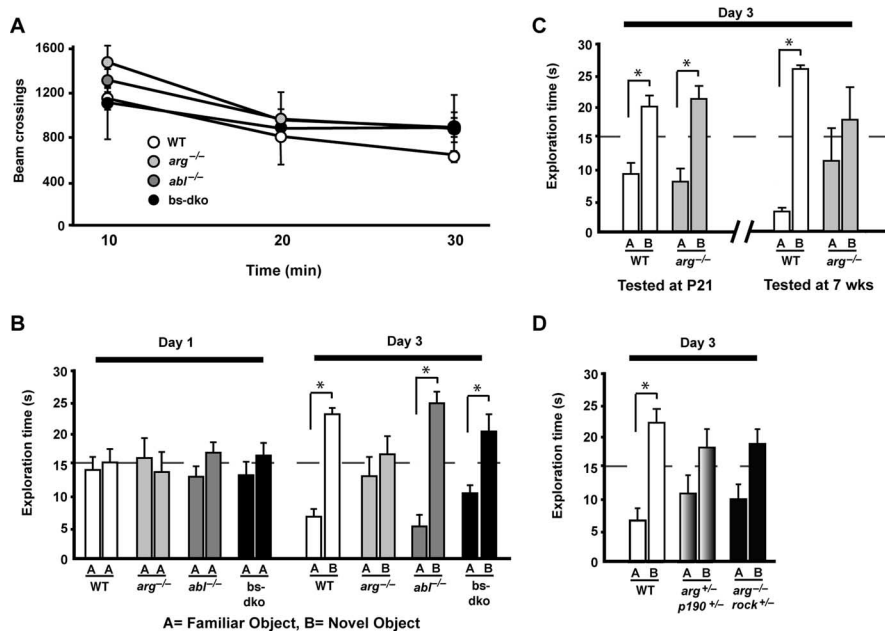 A
1600
1200
800
400
0
Beam crossings
WT
arg−/−
abl−/−
bs-dko
10 20 30
Time (min)
B
Day 1 Day 3
30
25
20
15
10
5
0
Exploration time (s)
* * *
A A A A A A A A A B A B A B A B
WT arg−/− abl−/− bs-dko WT arg−/− abl−/− bs-dko
A= Familiar Object, B= Novel Object
C
Day 3
30
25
20
15
10
5
0
Exploration time (s)
* * *
A B A B A B A B
WT arg−/− WT arg−/−
Tested at P21 Tested at 7 wks
D
Day 3
30
25
20
15
10
5
0
Exploration time (s)
*
A B A B A B
WT arg+/− arg−/−
p190+/− rock+/−